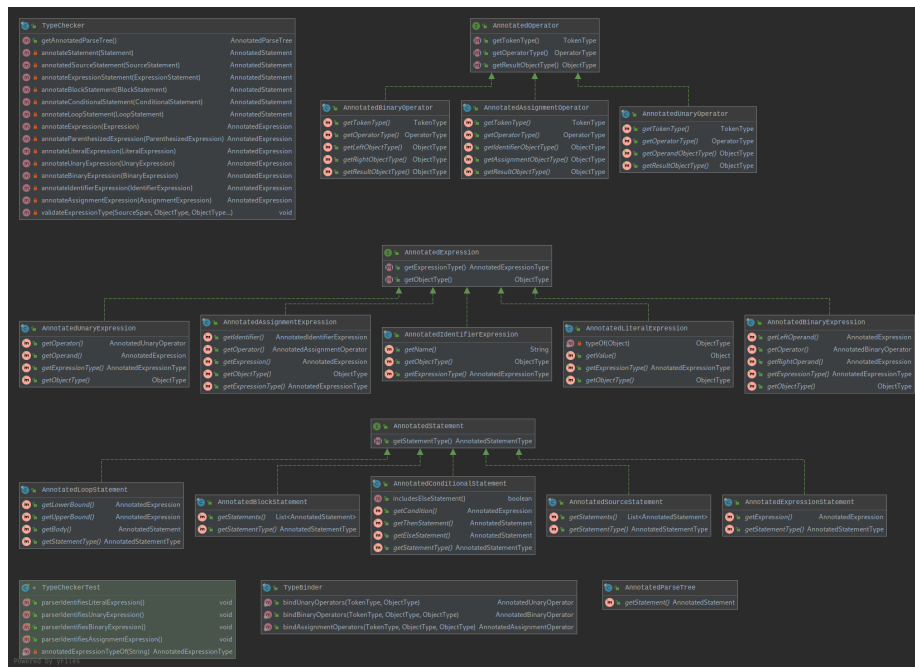 TypeChecker
getAnnotatedParseTree() AnnotatedParseTree
annotateStatement(Statement) AnnotatedStatement
annotatedSourceStatement(SourceStatement) AnnotatedStatement
annotateExpressionStatement(ExpressionStatement) AnnotatedStatement
annotateBlockStatement(BlockStatement) AnnotatedStatement
annotateConditionalStatement(ConditionalStatement) AnnotatedStatement
annotateLoopStatement(LoopStatement) AnnotatedStatement
annotateExpression(Expression) AnnotatedExpression
annotateParenthesizedExpression(ParenthesizedExpression) AnnotatedExpression
annotateLiteralExpression(LiteralExpression) AnnotatedExpression
annotateUnaryExpression(UnaryExpression) AnnotatedExpression
annotateBinaryExpression(BinaryExpression) AnnotatedExpression
annotateIdentifierExpression(IdentifierExpression) AnnotatedExpression
annotateAssignmentExpression(AssignmentExpression) AnnotatedExpression
validateExpressionType(SourceSpan, ObjectType, ObjectType...) void
AnnotatedOperator
getTokenType() TokenType
getOperatorType() OperatorType
getResultObjectType() ObjectType
AnnotatedBinaryOperator
getTokenType() TokenType
getOperatorType() OperatorType
getLeftObjectType() ObjectType
getRightObjectType() ObjectType
getResultObjectType() ObjectType
AnnotatedAssignmentOperator
getTokenType() TokenType
getOperatorType() OperatorType
getIdentifierObjectType() ObjectType
getAssignmentObjectType() ObjectType
getResultObjectType() ObjectType
AnnotatedUnaryOperator
getTokenType() TokenType
getOperatorType() OperatorType
getOperandObjectType() ObjectType
getResultObjectType() ObjectType
AnnotatedExpression
getExpressionType() AnnotatedExpressionType
getObjectType() ObjectType
AnnotatedUnaryExpression
getOperator() AnnotatedUnaryOperator
getOperand() AnnotatedExpression
getExpressionType() AnnotatedExpressionType
getObjectType() ObjectType
AnnotatedAssignmentExpression
getIdentifier() AnnotatedIdentifierExpression
getOperator() AnnotatedAssignmentOperator
getExpression() AnnotatedExpression
getObjectType() ObjectType
getExpressionType() AnnotatedExpressionType
AnnotatedIdentifierExpression
getName() String
getObjectType() ObjectType
getExpressionType() AnnotatedExpressionType
AnnotatedLiteralExpression
typeOf(Object) ObjectType
getValue() Object
getExpressionType() AnnotatedExpressionType
getObjectType() ObjectType
AnnotatedBinaryExpression
getLeftOperand() AnnotatedExpression
getOperator() AnnotatedBinaryOperator
getRightOperand() AnnotatedExpression
getExpressionType() AnnotatedExpressionType
getObjectType() ObjectType
AnnotatedStatement
getStatementType() AnnotatedStatementType
AnnotatedLoopStatement
getLowerBound() AnnotatedExpression
getUpperBound() AnnotatedExpression
getBody() AnnotatedStatement
getStatementType() AnnotatedStatementType
AnnotatedBlockStatement
getStatements() List<AnnotatedStatement>
getStatementType() AnnotatedStatementType
AnnotatedConditionalStatement
includesElseStatement() boolean
getCondition() AnnotatedExpression
getThenStatement() AnnotatedStatement
getElseStatement() AnnotatedStatement
getStatementType() AnnotatedStatementType
AnnotatedSourceStatement
getStatements() List<AnnotatedStatement>
getStatementType() AnnotatedStatementType
AnnotatedExpressionStatement
getExpression() AnnotatedExpression
getStatementType() AnnotatedStatementType
TypeCheckerTest
parserIdentifiesLiteralExpression() void
parserIdentifiesUnaryExpression() void
parserIdentifiesBinaryExpression() void
parserIdentifiesAssignmentExpression() void
annotatedExpressionTypeOf(String) AnnotatedExpressionType
TypeBinder
bindUnaryOperators(TokenType, ObjectType) AnnotatedUnaryOperator
bindBinaryOperators(TokenType, ObjectType, ObjectType) AnnotatedBinaryOperator
bindAssignmentOperators(TokenType, ObjectType, ObjectType) AnnotatedAssignmentOperator
AnnotatedParseTree
getStatement() AnnotatedStatement
Powered by yFiles